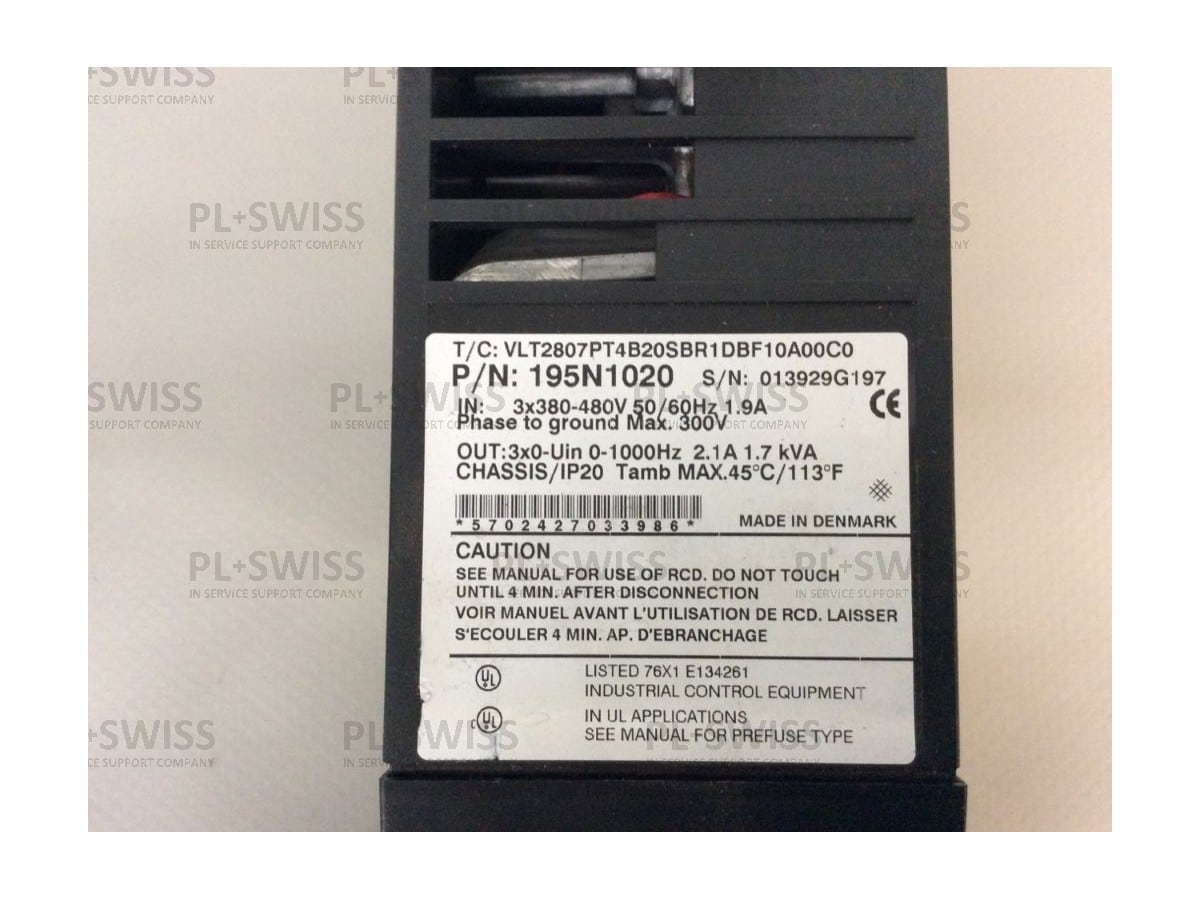 T/C: VLT2807PT4B20SBR1DBF10A00C0
P/N: 195N1020 S/N: 013929G197
IN: 3x380-480V 50/60Hz 1.9A
Phase to ground Max. 300V
CE
OUT:3x0-Uin 0-1000Hz 2.1A 1.7 kVA
CHASSIS/IP20 Tamb MAX.45°C/113°F
*5702427033986*
MADE IN DENMARK
CAUTION
SEE MANUAL FOR USE OF RCD. DO NOT TOUCH
UNTIL 4 MIN. AFTER DISCONNECTION
VOIR MANUEL AVANT L'UTILISATION DE RCD. LAISSER
S'ECOULER 4 MIN. AP. D'EBRANCHAGE
UL
LISTED 76X1 E134261
INDUSTRIAL CONTROL EQUIPMENT
c UL
IN UL APPLICATIONS
SEE MANUAL FOR PREFUSE TYPE
PL+SWISS
IN SERVICE SUPPORT COMPANY